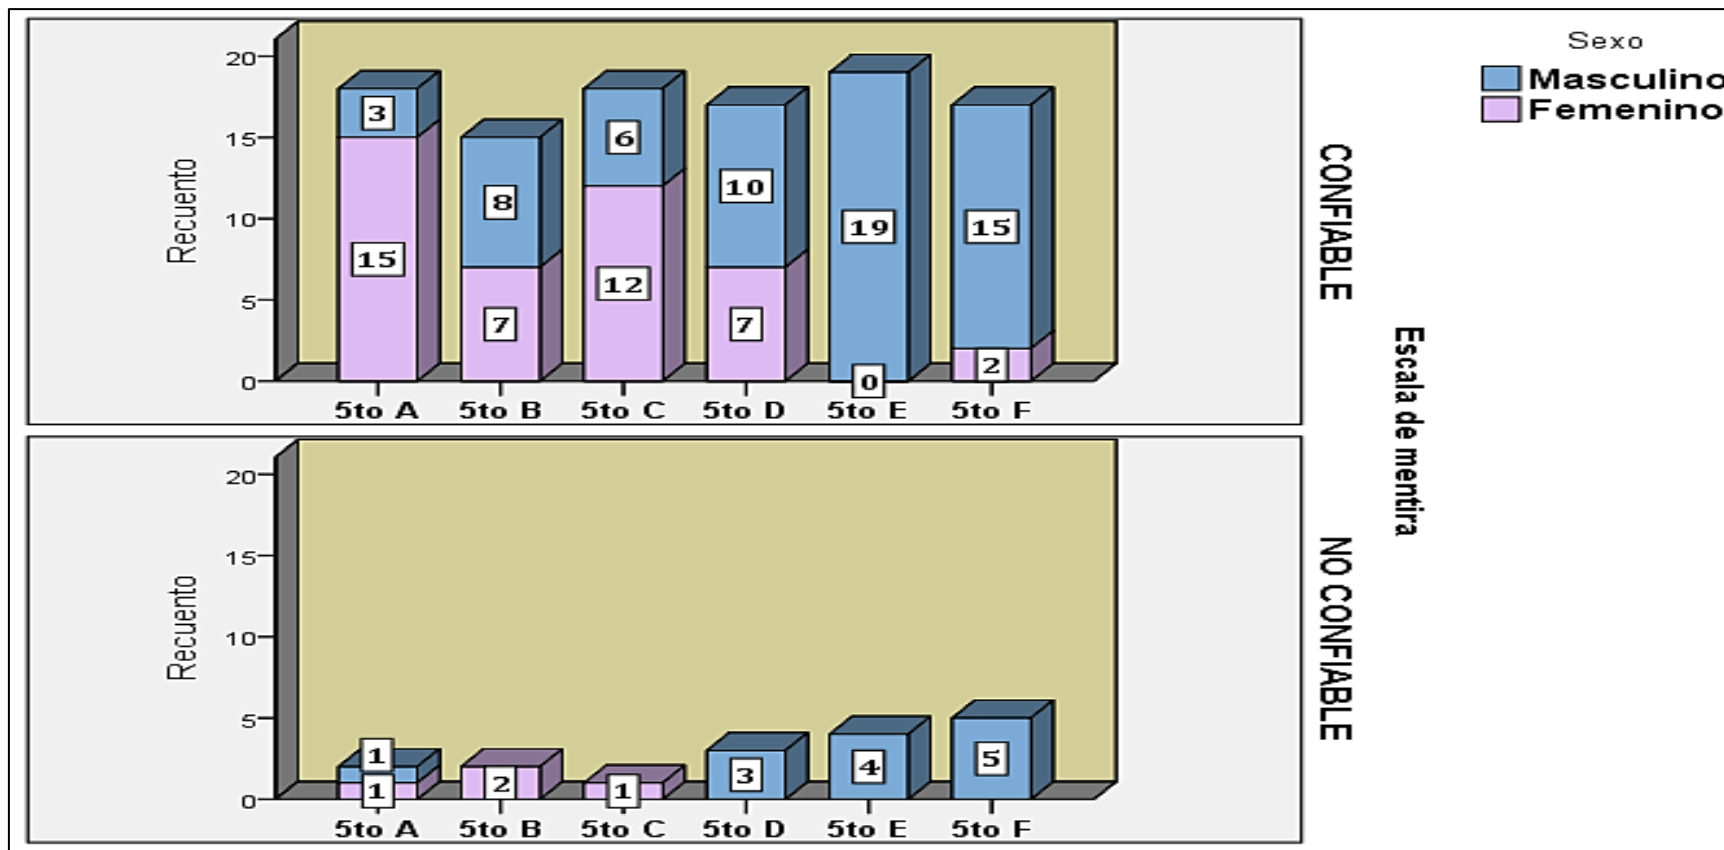 Sexo
Masculino
Femenino
CONFIABLE
Recuento
20
15
10
5
0
3
15
8
7
6
12
10
7
19
0
15
2
5to A 5to B 5to C 5to D 5to E 5to F
Escala de mentira
NO CONFIABLE
Recuento
20
15
10
5
0
1
1
2
1
3
4
5
5to A 5to B 5to C 5to D 5to E 5to F